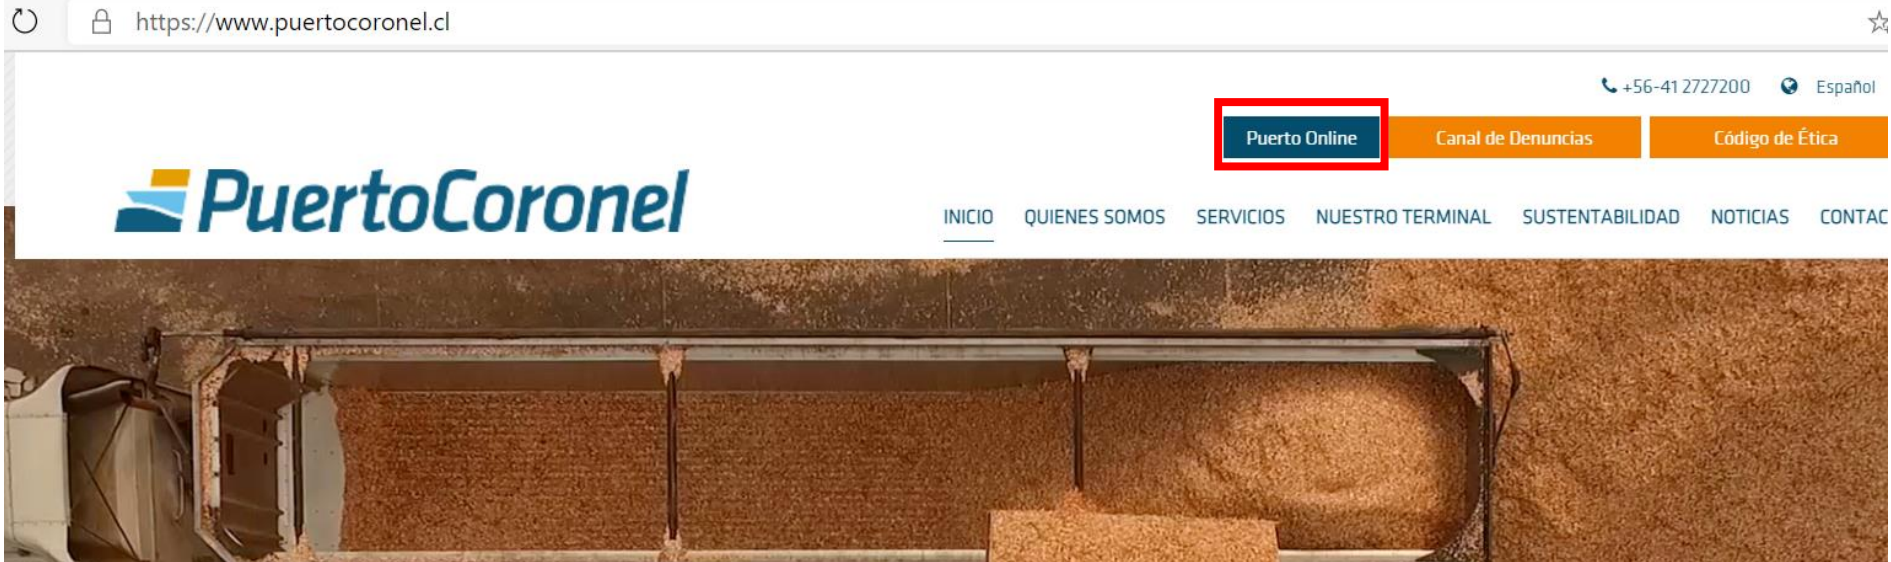 https://www.puertocoronel.cl
+56-41 2727200 Español
Puerto Online Canal de Denuncias Código de Ética
PuertoCoronel
INICIO QUIENES SOMOS SERVICIOS NUESTRO TERMINAL SUSTENTABILIDAD NOTICIAS CONTAC